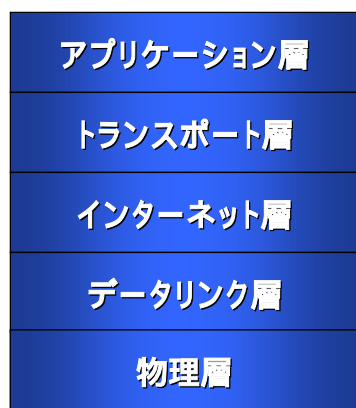 アプリケーション層
トランスポート層
インターネット層
データリンク層
物理層